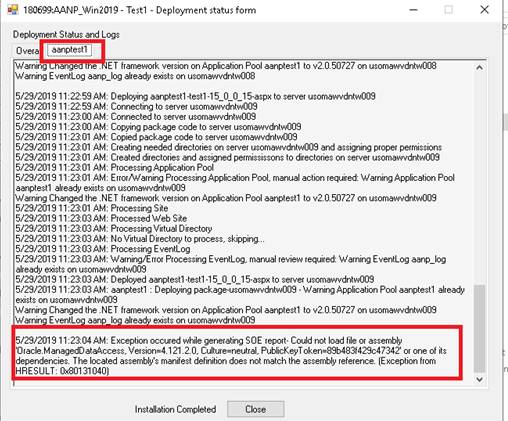 180699:AANP_Win2019 - Test1 - Deployment status form
Deployment Status and Logs
Overa aanptest1
Warning Changed the .NET framework version on Application Pool aanptest1 to v2.0.50727 on usomawvdntw008
Warning EventLog aanp_log already exists on usomawvdntw008
5/29/2019 11:22:59 AM: Deploying aanptest1-test1-15_0_0_15-aspx to server usomawvdntw009
5/29/2019 11:22:59 AM: Connecting to server usomawvdntw009
5/29/2019 11:23:00 AM: Connected to server usomawvdntw009
5/29/2019 11:23:00 AM: Copying package code to server usomawvdntw009
5/29/2019 11:23:01 AM: Copied package code to server usomawvdntw009
5/29/2019 11:23:01 AM: Creating needed directories on server usomawvdntw009 and assigning proper permissions
5/29/2019 11:23:01 AM: Created directories and assigned permisissons to directories on server usomawvdntw009
5/29/2019 11:23:01 AM: Processing Application Pool
5/29/2019 11:23:01 AM: Error/Warning Processing Application Pool, manual action required: Warning Application Pool
aanptest1 already exists on usomawvdntw009
Warning Changed the .NET framework version on Application Pool aanptest1 to v2.0.50727 on usomawvdntw009
5/29/2019 11:23:01 AM: Processing Site
5/29/2019 11:23:03 AM: Processed Web Site
5/29/2019 11:23:03 AM: Processing Virtual Directory
5/29/2019 11:23:03 AM: No Virtual Directory to process, skipping...
5/29/2019 11:23:03 AM: Processing EventLog
5/29/2019 11:23:03 AM: Warning/Error Processing EventLog, manual review required: Warning EventLog aanp_log
already exists on usomawvdntw009
5/29/2019 11:23:03 AM: Deployed aanptest1-test1-15_0_0_15-aspx to server usomawvdntw009
5/29/2019 11:23:03 AM: aanptest1 : Deploying package-usomawvdntw009 - Warning Application Pool aanptest1 already
exists on usomawvdntw009
Warning Changed the .NET framework version on Application Pool aanptest1 to v2.0.50727 on usomawvdntw009
Warning EventLog aanp_log already exists on usomawvdntw009
5/29/2019 11:23:04 AM: Exception occured while generating SOE report- Could not load file or assembly
'Oracle.ManagedDataAccess, Version=4.121.2.0, Culture=neutral, PublicKeyToken=89b483f429c47342' or one of its
dependencies. The located assembly's manifest definition does not match the assembly reference. (Exception from
HRESULT: 0x80131040)
Installation Completed
Close